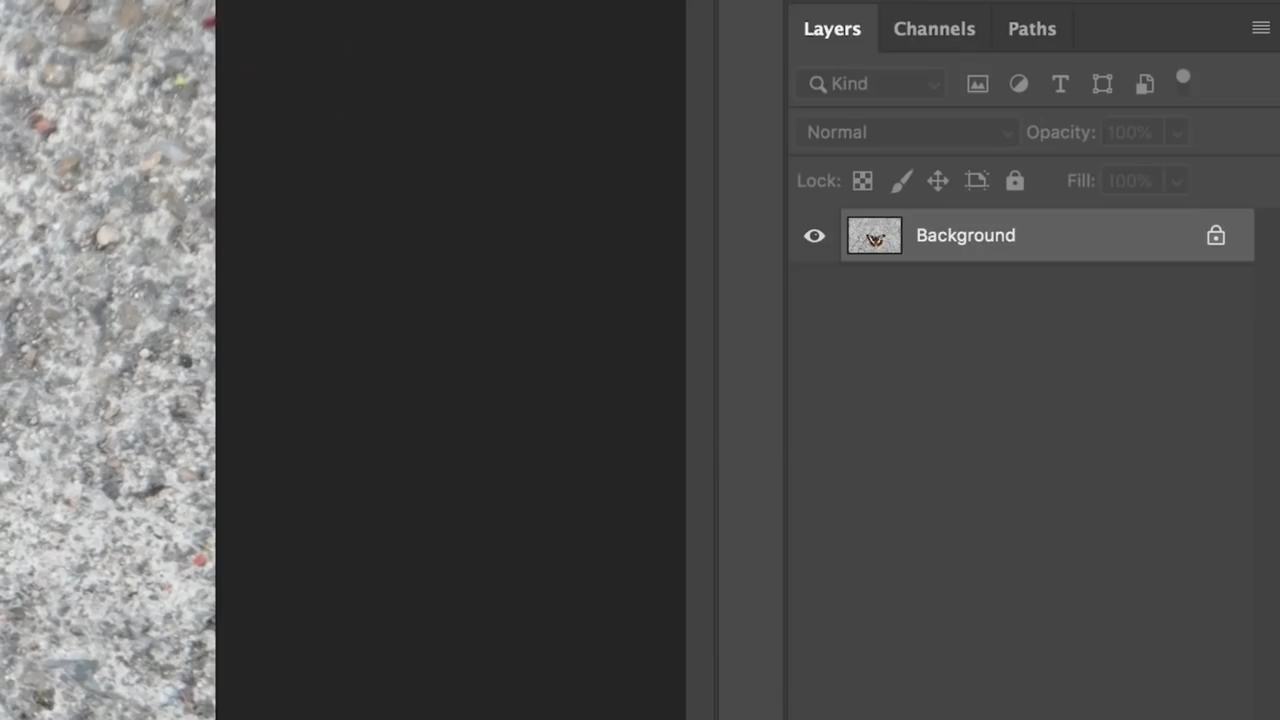 Layers Channels Paths
Kind
Normal Opacity: 100%
Lock: Fill: 100%
Background